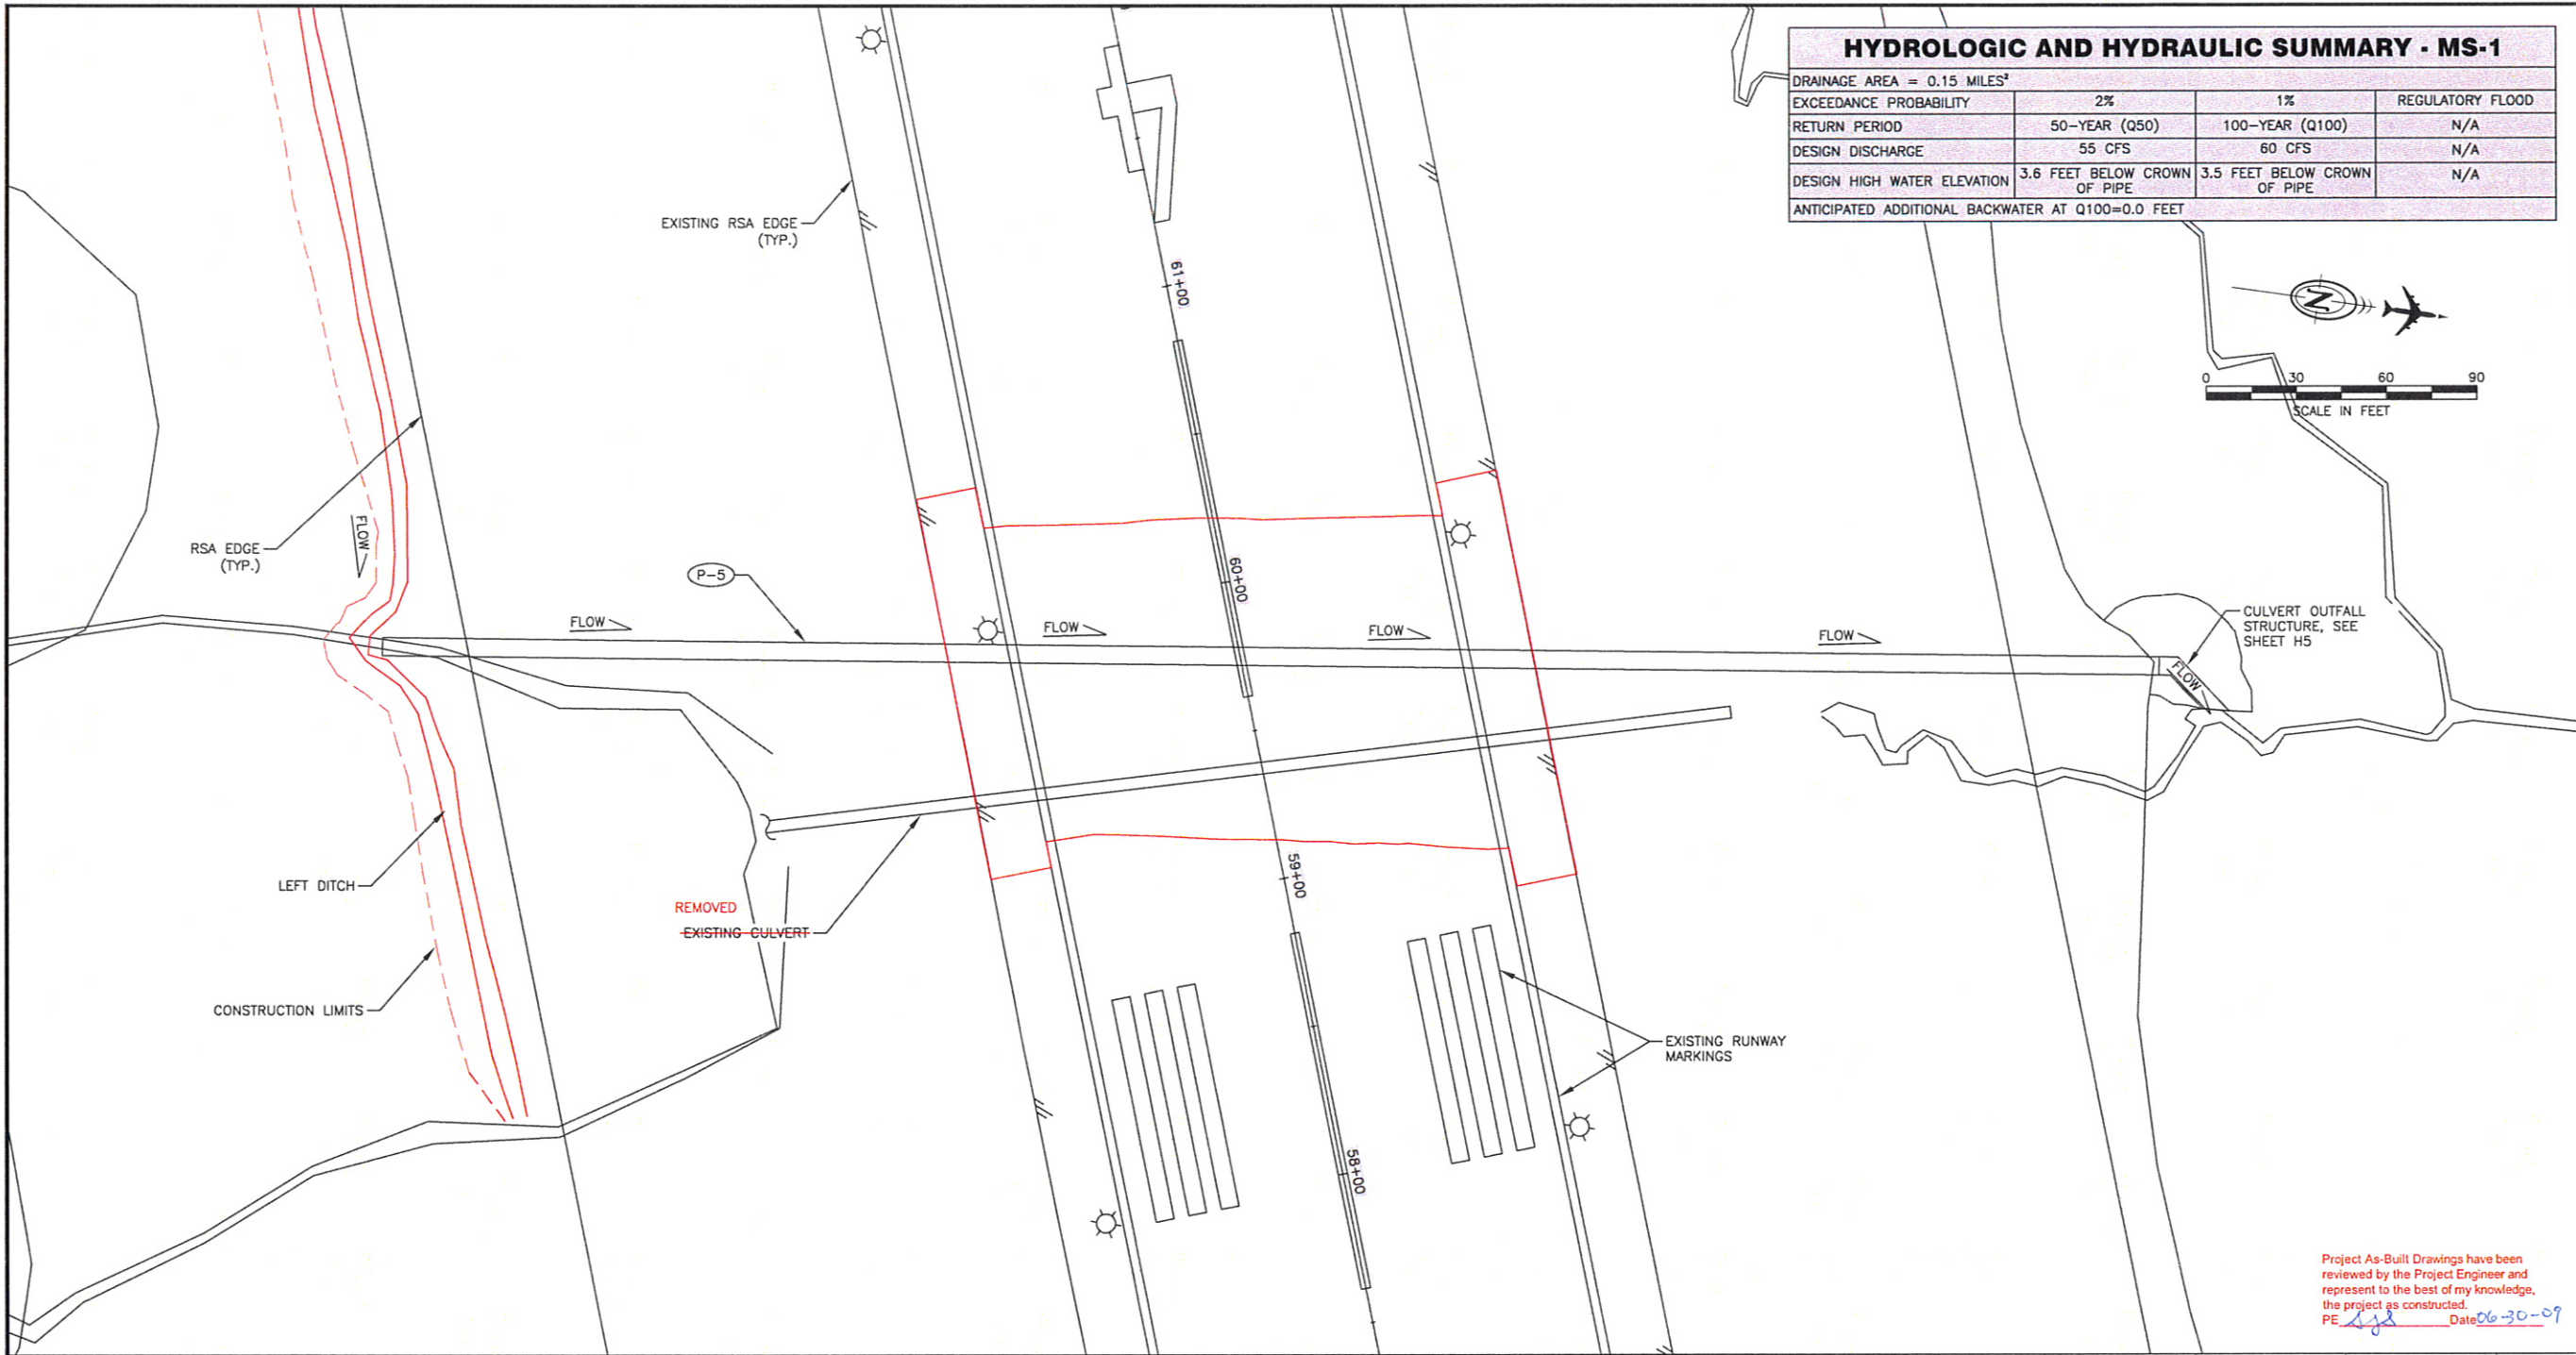 HYDROLOGIC AND HYDRAULIC SUMMARY - MS-1
DRAINAGE AREA = 0.15 MILES²
EXCEEDANCE PROBABILITY 2% 1% REGULATORY FLOOD
RETURN PERIOD 50-YEAR (Q50) 100-YEAR (Q100) N/A
DESIGN DISCHARGE 55 CFS 60 CFS N/A
DESIGN HIGH WATER ELEVATION 3.6 FEET BELOW CROWN OF PIPE 3.5 FEET BELOW CROWN OF PIPE N/A
ANTICIPATED ADDITIONAL BACKWATER AT Q100=0.0 FEET
EXISTING RSA EDGE
(TYP.)
61+00
N
0 30 60 90
SCALE IN FEET
RSA EDGE
(TYP.)
FLOW
P-5
60+00
FLOW
FLOW
FLOW
FLOW
CULVERT OUTFALL
STRUCTURE, SEE
SHEET H5
FLOW
LEFT DITCH
59+00
REMOVED
EXISTING CULVERT
CONSTRUCTION LIMITS
EXISTING RUNWAY
MARKINGS
58+00
Project As-Built Drawings have been
reviewed by the Project Engineer and
represent to the best of my knowledge,
the project as constructed.
PE Date 06-30-09